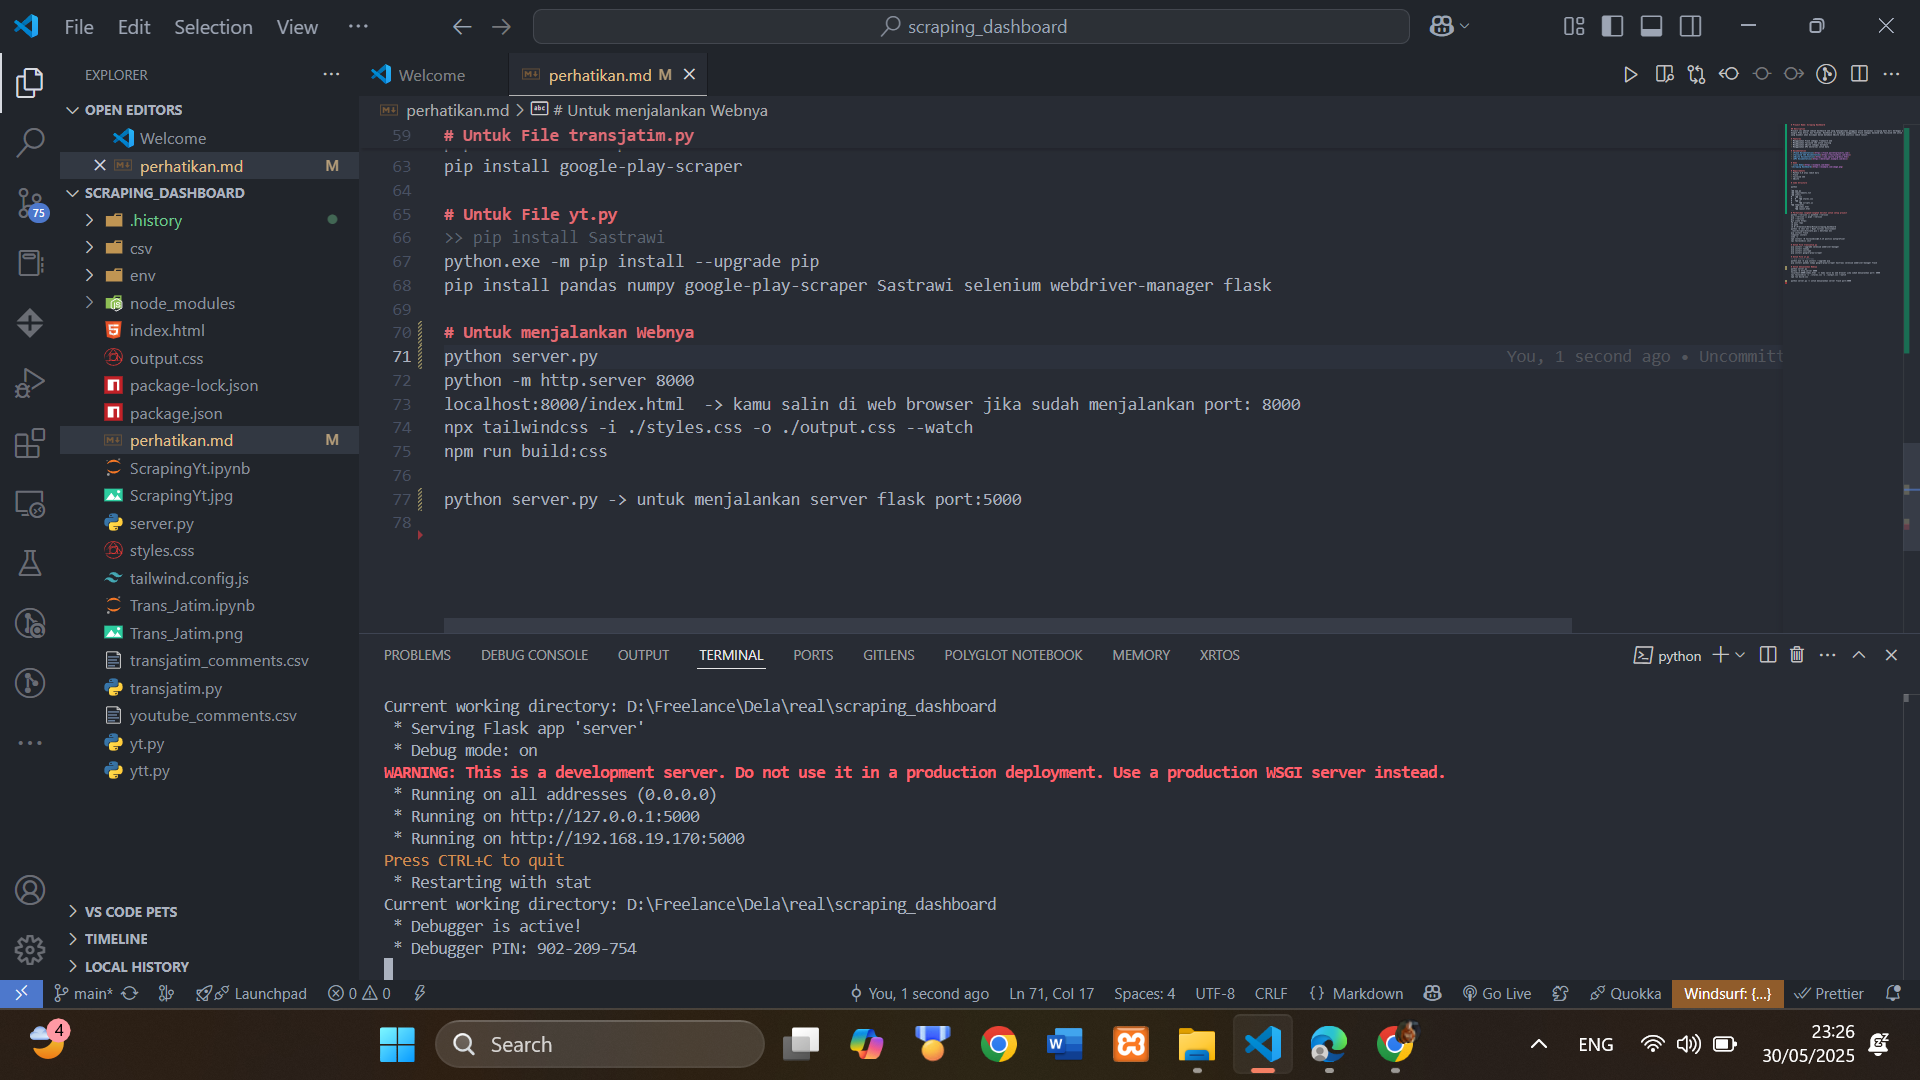 File Edit Selection View ···
scraping_dashboard
EXPLORER
OPEN EDITORS
Welcome
perhatikan.md M
SCRAPING_DASHBOARD
.history
csv
env
node_modules
index.html
output.css
package-lock.json
package.json
perhatikan.md M
ScrapingYt.ipynb
ScrapingYt.jpg
server.py
styles.css
tailwind.config.js
Trans_Jatim.ipynb
Trans_Jatim.png
transjatim_comments.csv
transjatim.py
youtube_comments.csv
yt.py
ytt.py
VS CODE PETS
TIMELINE
LOCAL HISTORY
75
Welcome
perhatikan.md M
perhatikan.md > # Untuk menjalankan Webnya
59 # Untuk File transjatim.py
63 pip install google-play-scraper
64
65 # Untuk File yt.py
66 >> pip install Sastrawi
67 python.exe -m pip install --upgrade pip
68 pip install pandas numpy google-play-scraper Sastrawi selenium webdriver-manager flask
69
70 # Untuk menjalankan Webnya
71 python server.py You, 1 second ago • Uncommitt
72 python -m http.server 8000
73 localhost:8000/index.html -> kamu salin di web browser jika sudah menjalankan port: 8000
74 npx tailwindcss -i ./styles.css -o ./output.css --watch
75 npm run build:css
76
77 python server.py -> untuk menjalankan server flask port:5000
78
PROBLEMS DEBUG CONSOLE OUTPUT TERMINAL PORTS GITLENS POLYGLOT NOTEBOOK MEMORY XRTOS
python
Current working directory: D:\Freelance\Dela\real\scraping_dashboard
* Serving Flask app 'server'
* Debug mode: on
WARNING: This is a development server. Do not use it in a production deployment. Use a production WSGI server instead.
* Running on all addresses (0.0.0.0)
* Running on http://127.0.0.1:5000
* Running on http://192.168.19.170:5000
Press CTRL+C to quit
* Restarting with stat
Current working directory: D:\Freelance\Dela\real\scraping_dashboard
* Debugger is active!
* Debugger PIN: 902-209-754
main* Launchpad 0 0 You, 1 second ago Ln 71, Col 17 Spaces: 4 UTF-8 CRLF {} Markdown Go Live Quokka Windsurf: {...} Prettier
4
Search
ENG
23:26
30/05/2025